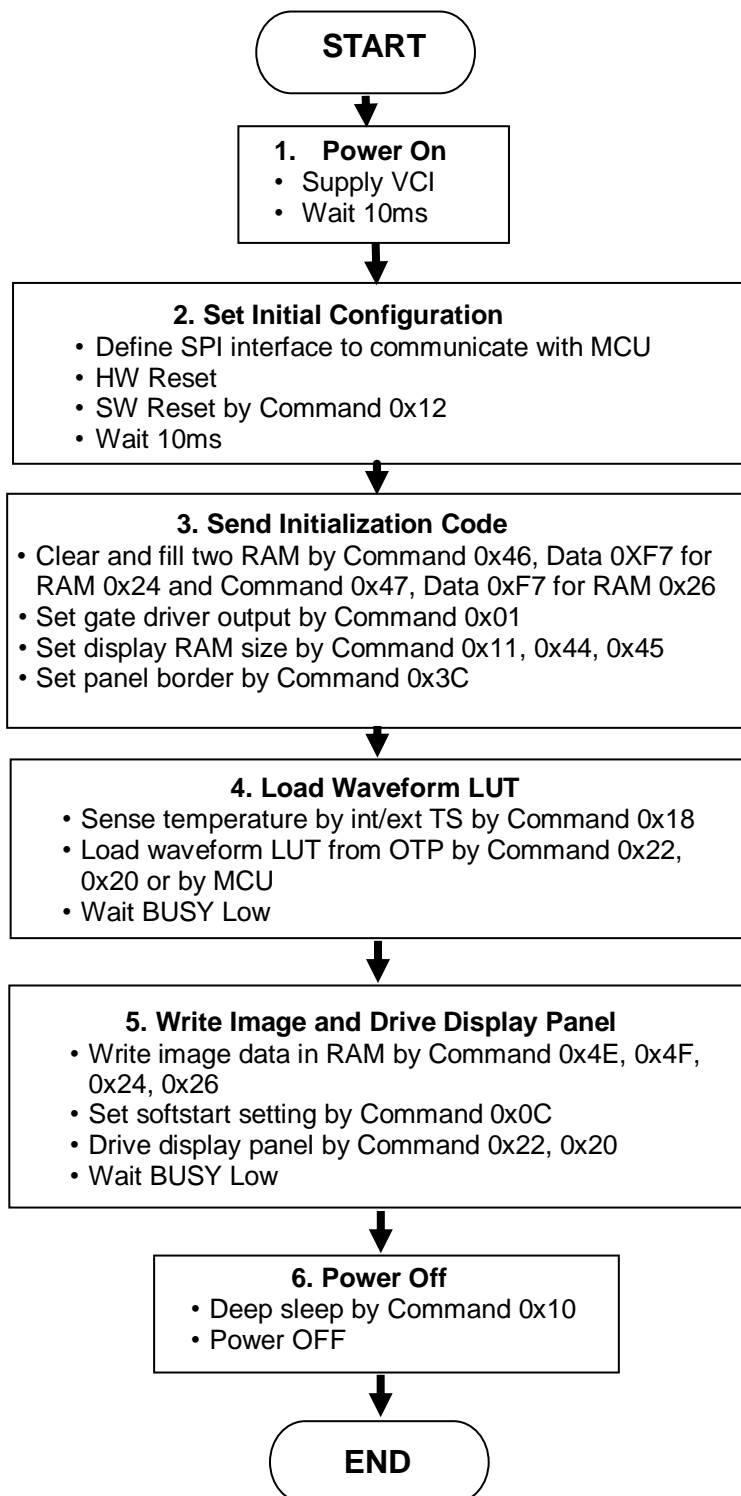 START
1. Power On
• Supply VCI
• Wait 10ms
2. Set Initial Configuration
• Define SPI interface to communicate with MCU
• HW Reset
• SW Reset by Command 0x12
• Wait 10ms
3. Send Initialization Code
• Clear and fill two RAM by Command 0x46, Data 0XF7 for
RAM 0x24 and Command 0x47, Data 0xF7 for RAM 0x26
• Set gate driver output by Command 0x01
• Set display RAM size by Command 0x11, 0x44, 0x45
• Set panel border by Command 0x3C
4. Load Waveform LUT
• Sense temperature by int/ext TS by Command 0x18
• Load waveform LUT from OTP by Command 0x22,
0x20 or by MCU
• Wait BUSY Low
5. Write Image and Drive Display Panel
• Write image data in RAM by Command 0x4E, 0x4F,
0x24, 0x26
• Set softstart setting by Command 0x0C
• Drive display panel by Command 0x22, 0x20
• Wait BUSY Low
6. Power Off
• Deep sleep by Command 0x10
• Power OFF
END